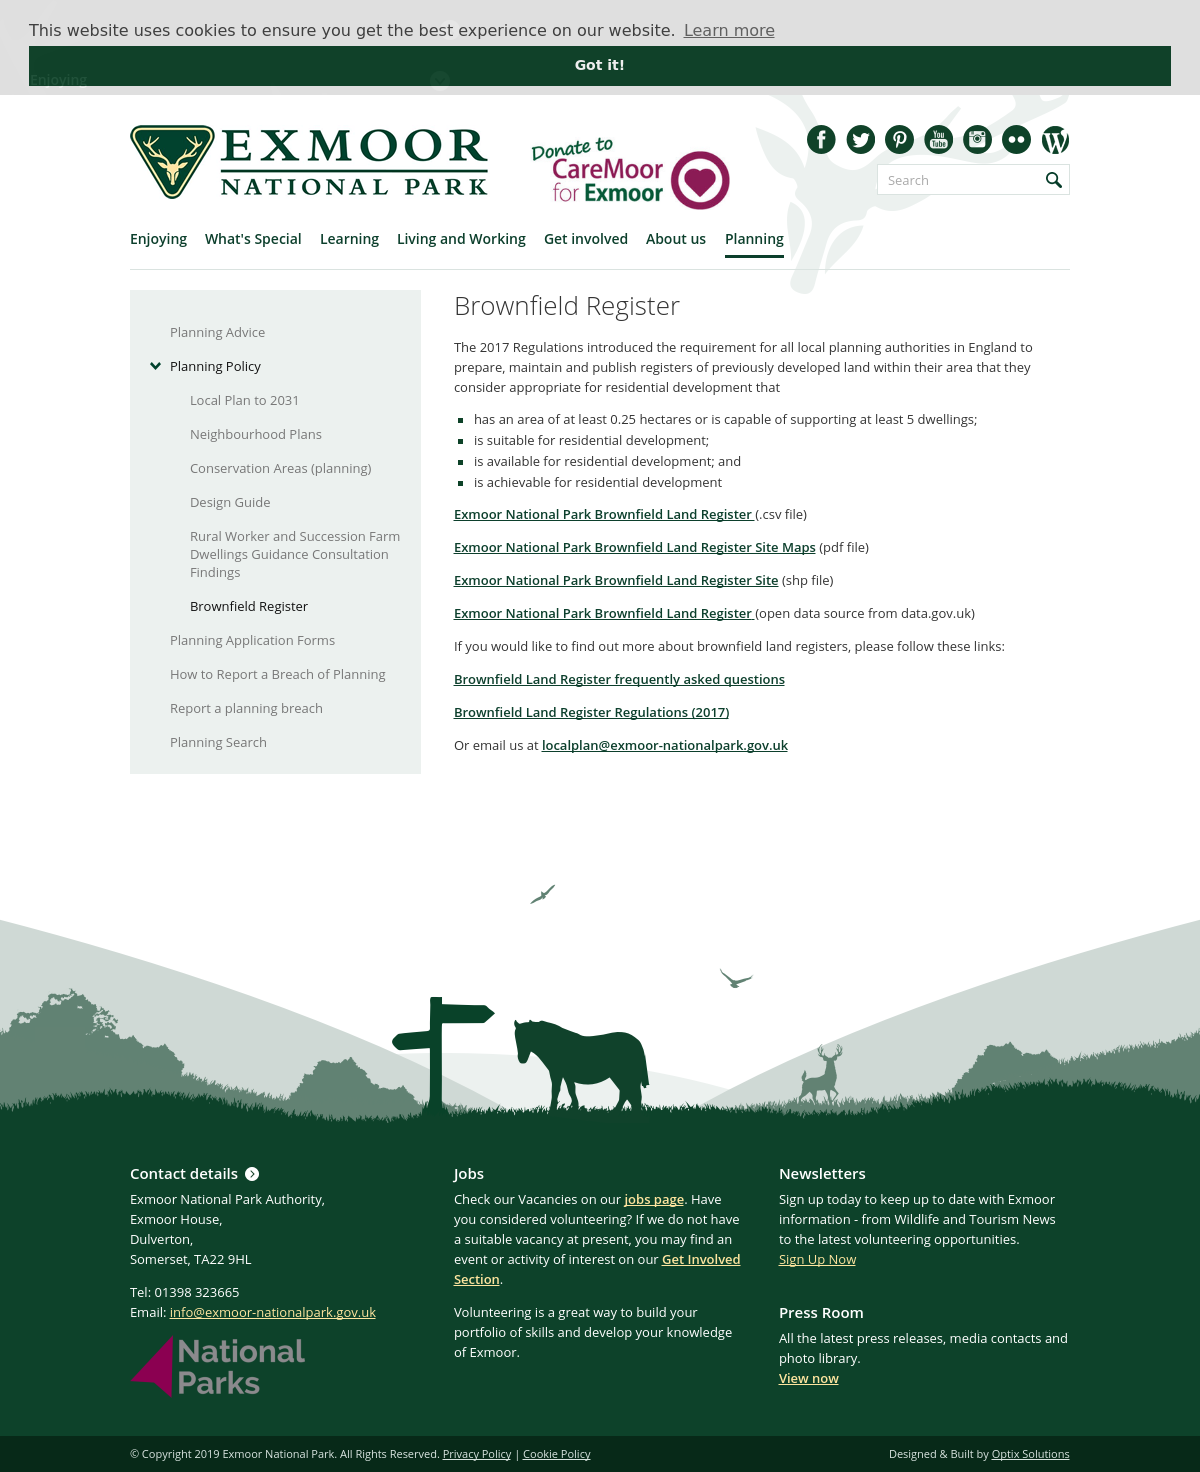 This website uses cookies to ensure you get the best experience on our website. Learn more
Got it!
Enjoying
EXMOOR
NATIONAL PARK
Donate to
CareMoor
for Exmoor
You
Tube
Search
Enjoying What's Special Learning Living and Working Get involved About us Planning
Planning Advice
Planning Policy
Local Plan to 2031
Neighbourhood Plans
Conservation Areas (planning)
Design Guide
Rural Worker and Succession Farm
Dwellings Guidance Consultation
Findings
Brownfield Register
Planning Application Forms
How to Report a Breach of Planning
Report a planning breach
Planning Search
Brownfield Register
The 2017 Regulations introduced the requirement for all local planning authorities in England to
prepare, maintain and publish registers of previously developed land within their area that they
consider appropriate for residential development that
has an area of at least 0.25 hectares or is capable of supporting at least 5 dwellings;
is suitable for residential development;
is available for residential development; and
is achievable for residential development
Exmoor National Park Brownfield Land Register (.csv file)
Exmoor National Park Brownfield Land Register Site Maps (pdf file)
Exmoor National Park Brownfield Land Register Site (shp file)
Exmoor National Park Brownfield Land Register (open data source from data.gov.uk)
If you would like to find out more about brownfield land registers, please follow these links:
Brownfield Land Register frequently asked questions
Brownfield Land Register Regulations (2017)
Or email us at localplan@exmoor-nationalpark.gov.uk
Contact details
Exmoor National Park Authority,
Exmoor House,
Dulverton,
Somerset, TA22 9HL
Tel: 01398 323665
Email: info@exmoor-nationalpark.gov.uk
National
Parks
Jobs
Check our Vacancies on our jobs page. Have
you considered volunteering? If we do not have
a suitable vacancy at present, you may find an
event or activity of interest on our Get Involved
Section.
Volunteering is a great way to build your
portfolio of skills and develop your knowledge
of Exmoor.
Newsletters
Sign up today to keep up to date with Exmoor
information - from Wildlife and Tourism News
to the latest volunteering opportunities.
Sign Up Now
Press Room
All the latest press releases, media contacts and
photo library.
View now
© Copyright 2019 Exmoor National Park. All Rights Reserved. Privacy Policy | Cookie Policy
Designed & Built by Optix Solutions